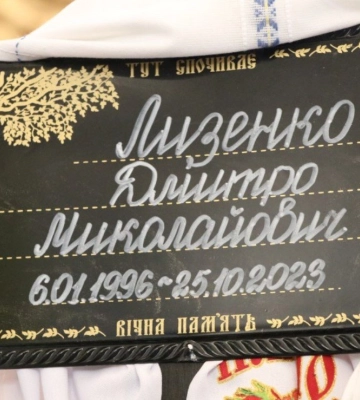 ТУТ СПОЧИВАЄ
Лизенко
Дмитро
Миколайович
6.01.1996~25.10.2023
ВІЧНА ПАМ'ЯТЬ